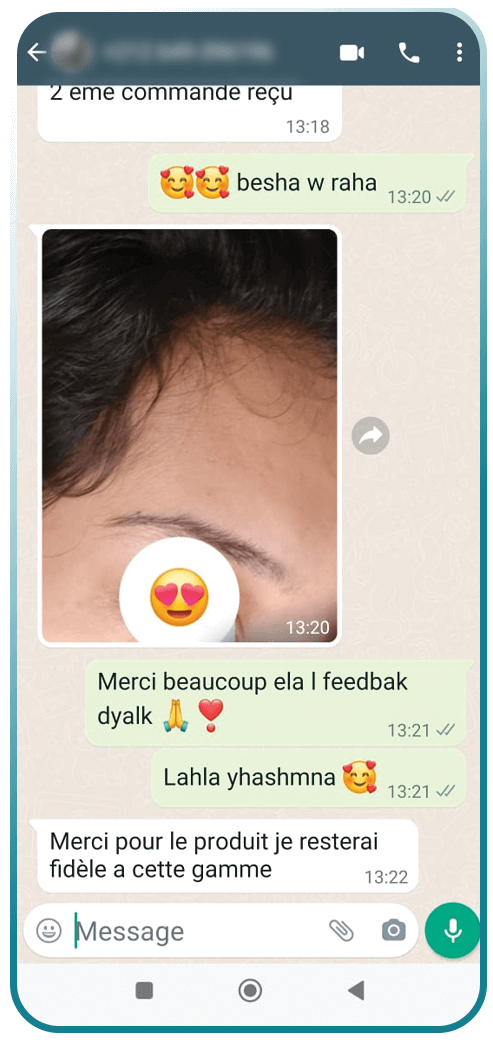 2 eme commande reçu
13:18
🥰🥰 besha w raha 13:20
13:20
Merci beaucoup ela l feedbak
dyalk 🙏 ❣️ 13:21
Lahla yhashmna 🥰 13:21
Merci pour le produit je resterai
fidèle a cette gamme 13:22
Message